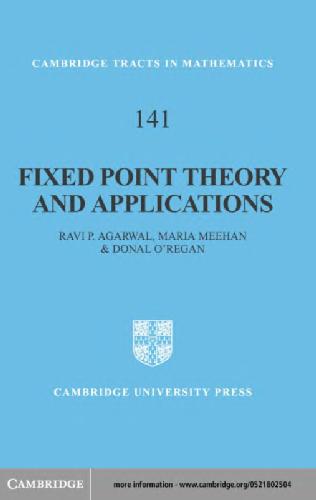 CAMBRIDGE TRACTS IN MATHEMATICS
141
FIXED POINT THEORY
AND APPLICATIONS
RAVI P. AGARWAL, MARIA MEEHAN
& DONAL O'REGAN
CAMBRIDGE UNIVERSITY PRESS
CAMBRIDGE
more information - www.cambridge.org/0521802504